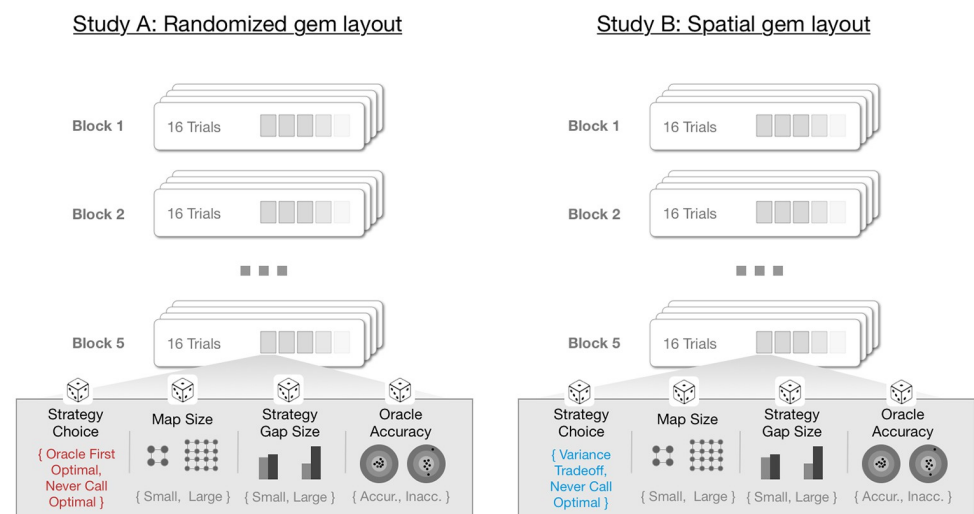 Study A: Randomized gem layout
Block 1
16 Trials
Block 2
16 Trials
Block 5
16 Trials
Strategy
Choice
{ Oracle First
Optimal,
Never Call
Optimal }
Map Size
{ Small, Large }
Strategy
Gap Size
{ Small, Large }
Oracle
Accuracy
{ Accur., Inacc. }
Study B: Spatial gem layout
Block 1
16 Trials
Block 2
16 Trials
Block 5
16 Trials
Strategy
Choice
{ Variance
Tradeoff,
Never Call
Optimal }
Map Size
{ Small, Large }
Strategy
Gap Size
{ Small, Large }
Oracle
Accuracy
{ Accur., Inacc. }